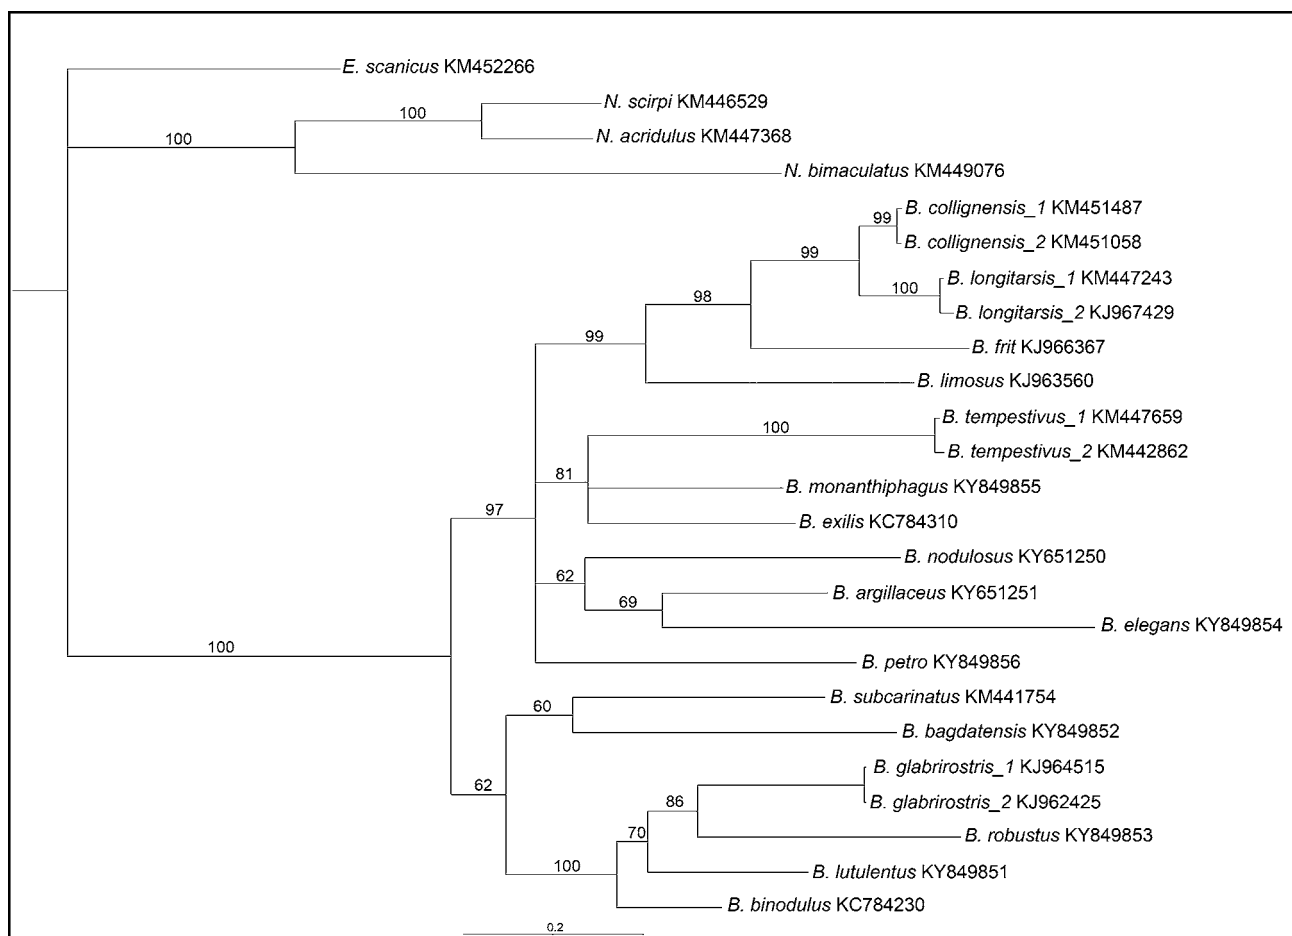 E. scanicus KM452266
N. scirpi KM446529
100
N. acridulus KM447368
100
N. bimaculatus KM449076
B. collignensis_1 KM451487
99
B. collignensis_2 KM451058
99
B. longitarsis_1 KM447243
100
98
B. longitarsis_2 KJ967429
99
B. frit KJ966367
B. limosus KJ963560
B. tempestivus_1 KM447659
100
B. tempestivus_2 KM442862
81
B. monanthiphagus KY849855
97
B. exilis KC784310
B. nodulosus KY651250
62
B. argillaceus KY651251
69
B. elegans KY849854
100
B. petro KY849856
B. subcarinatus KM441754
60
B. bagdatensis KY849852
B. glabrirostris_1 KJ964515
62
B. glabrirostris_2 KJ962425
86
70
B. robustus KY849853
100
B. lutulentus KY849851
B. binodulus KC784230
0.2